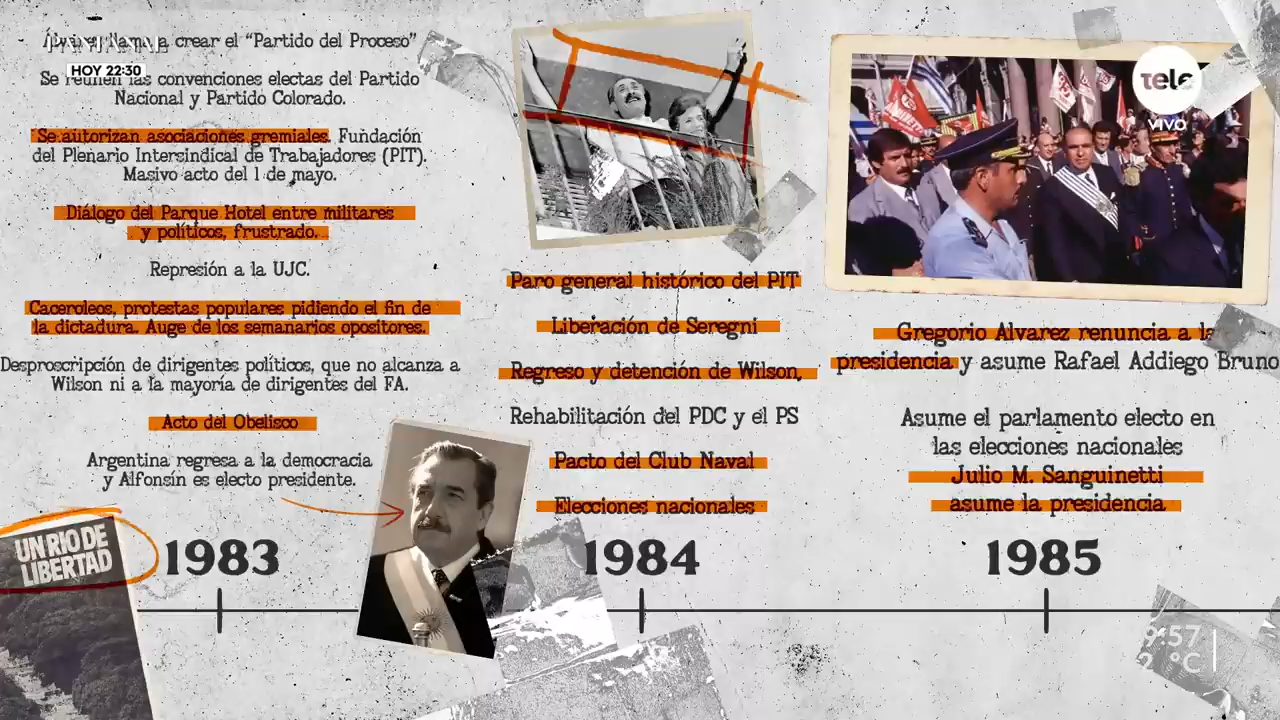 a crear el “Partido del Proceso”
HOY 22:30
Se reunen las convenciones electas del Partido
Nacional y Partido Colorado.
Se autorizan asociaciones gremiales. Fundación
del Plenario Intersindical de Trabajadores (PIT).
Masivo acto del 1 de mayo.
Diálogo del Parque Hotel entre militares
y políticos, frustrado.
Represión a la UJC.
Caceroleos, protestas populares pidiendo el fin de
la dictadura. Auge de los semanarios opositores.
Desproscripción de dirigentes políticos, que no alcanza a
Wilson ni a la mayoría de dirigentes del FA.
Acto del Obelisco
Argentina regresa a la democracia
y Alfonsín es electo presidente.
UN RIO DE
LIBERTAD
1983
Paro general histórico del PIT
Liberación de Seregni
Regreso y detención de Wilson,
Rehabilitación del PDC y el PS
Pacto del Club Naval
Elecciones nacionales
1984
tele
VIVO
Gregorio Alvarez renuncia a la
presidencia y asume Rafael Addiego Bruno
Asume el parlamento electo en
las elecciones nacionales
Julio M. Sanguinetti
asume la presidencia
1985
9:57
2 °C